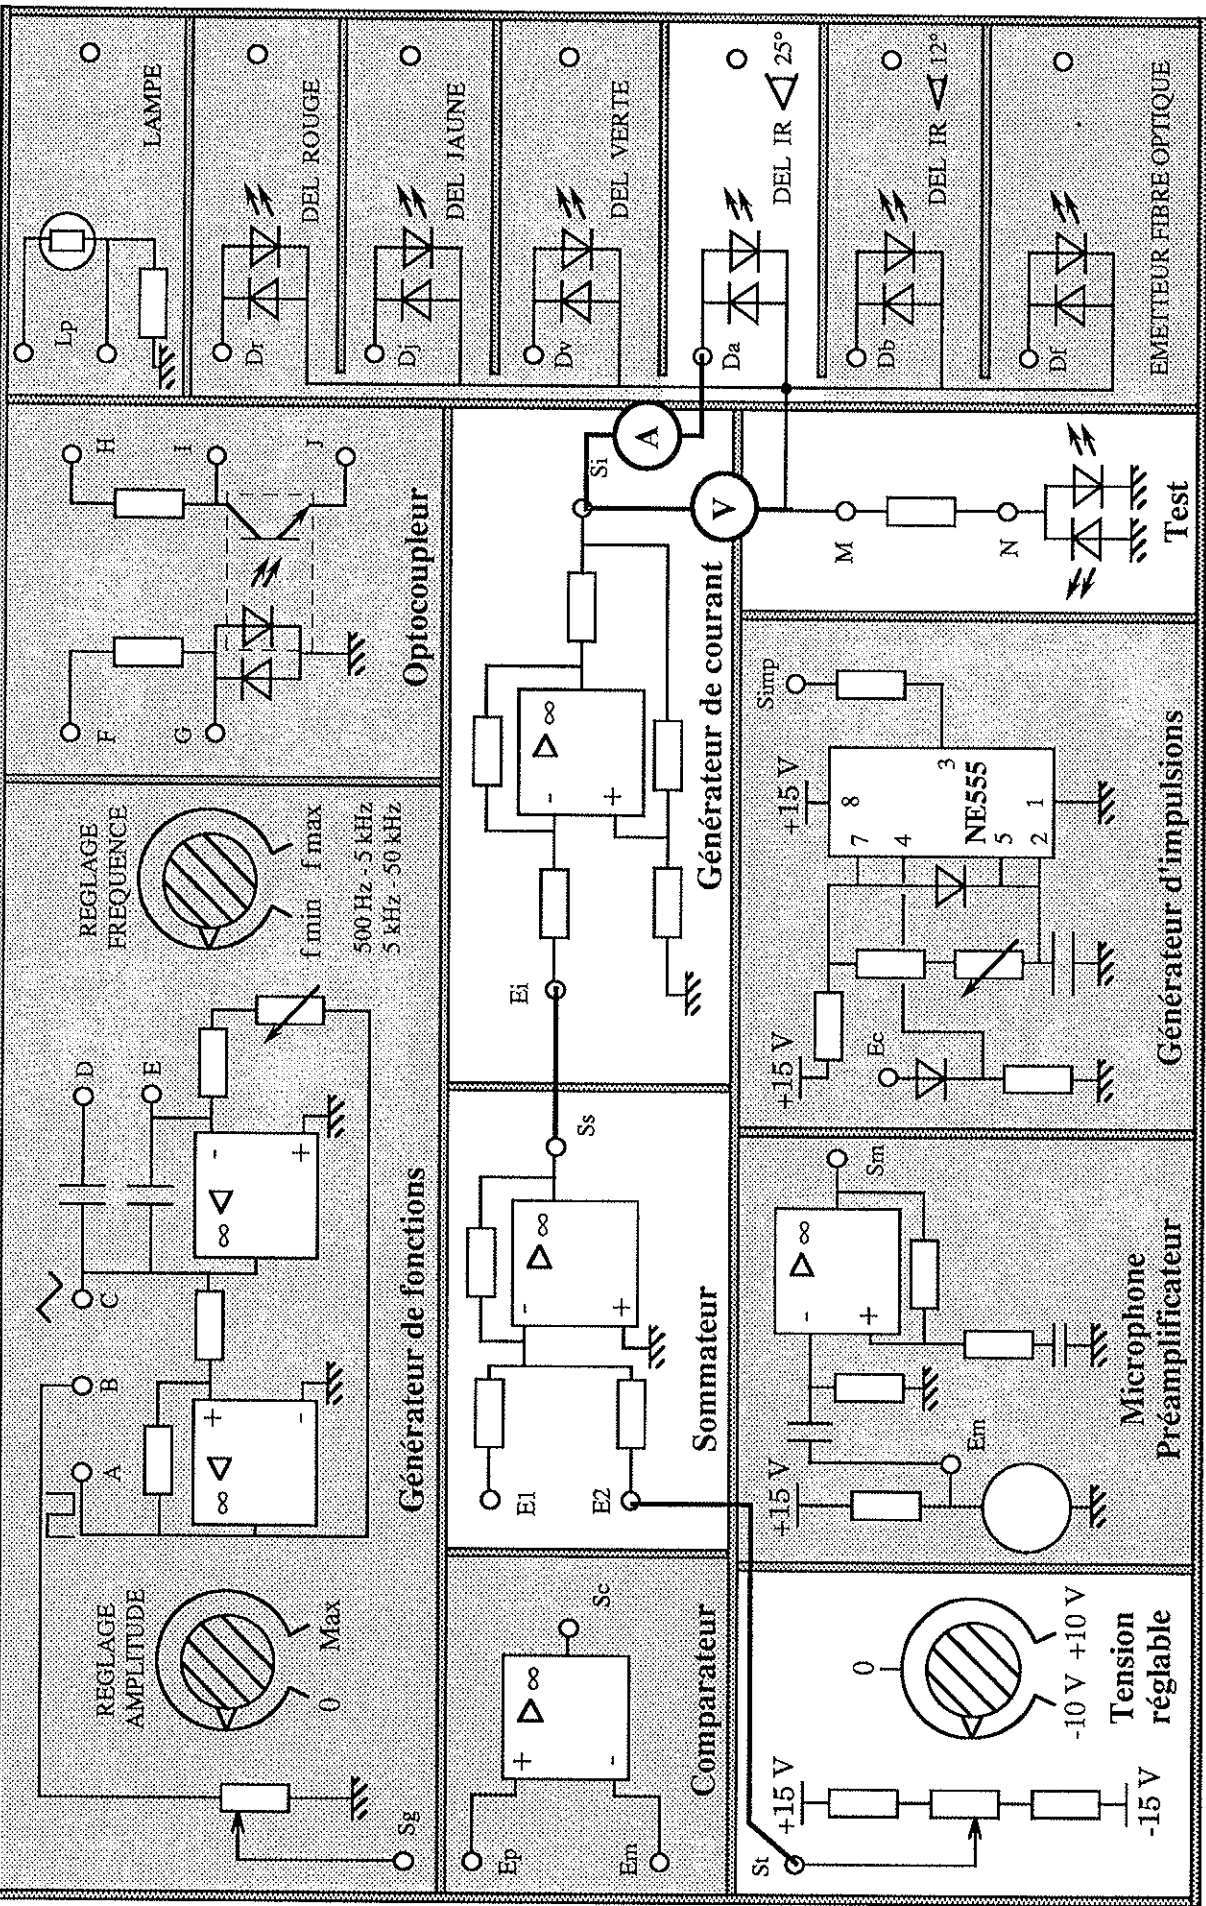 REGLAGE
AMPLITUDE
0
Max
Sg
A
B
C
D
E
∞
+
-
∞
-
+
REGLAGE
FREQUENCE
f min
f max
500 Hz - 5 kHz
5 kHz - 50 kHz
Générateur de fonctions
F
G
H
I
J
Optocoupleur
Lp
LAMPE
Dr
DEL ROUGE
Dj
DEL JAUNE
Dv
DEL VERTE
Da
DEL IR
25°
Db
DEL IR
12°
Df
EMETTEUR FIBRE OPTIQUE
Ep
Em
+
-
∞
Sc
Comparateur
E1
E2
-
+
∞
Ss
Sommateur
Ei
-
+
∞
Si
A
V
Générateur de courant
St
+15 V
-15 V
0
-10 V
+10 V
Tension
réglable
+15 V
Em
-
+
∞
Sm
Microphone
Préamplificateur
+15 V
Ec
+15 V
7
8
4
3
NE555
5
2
1
Simp
Générateur d'impulsions
M
N
Test